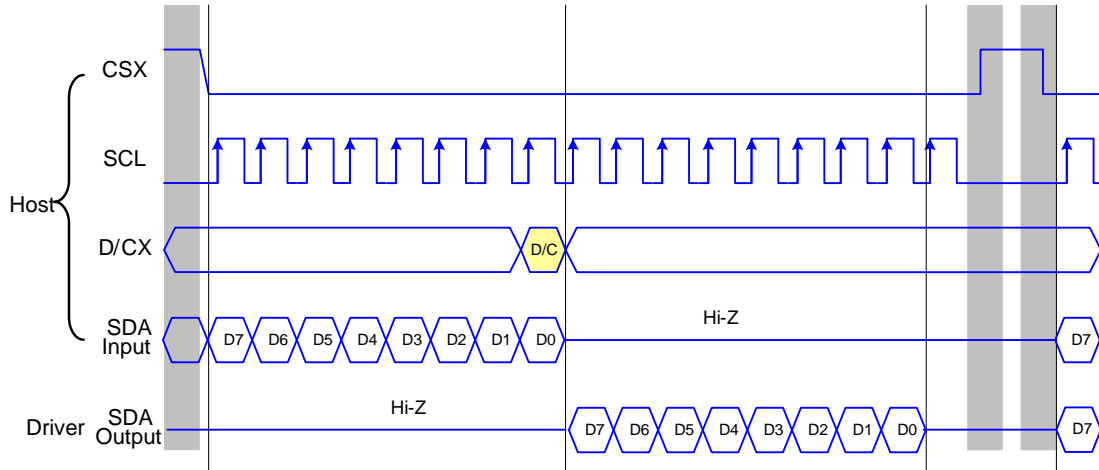 CSX
SCL
Host
D/CX
D/C
SDA
Input
D7 D6 D5 D4 D3 D2 D1 D0
Hi-Z
D7
Driver
SDA
Output
Hi-Z
D7 D6 D5 D4 D3 D2 D1 D0
D7